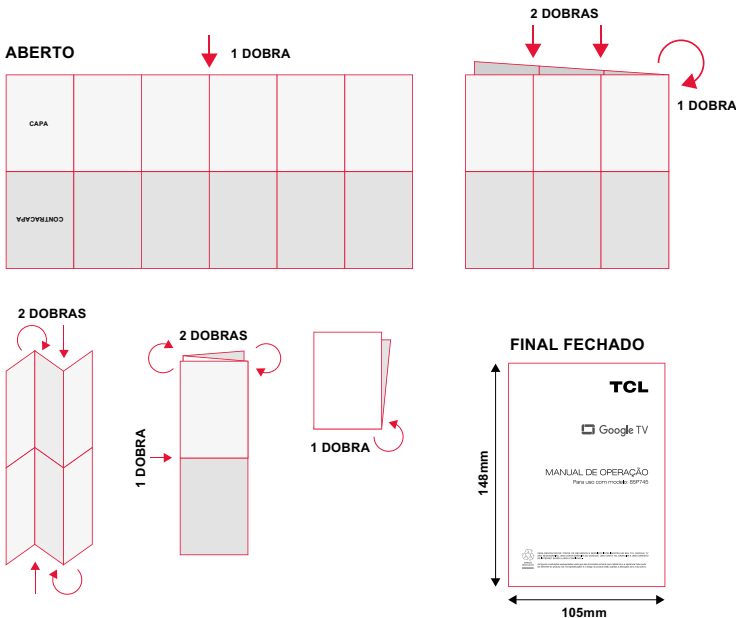 ABERTO
1 DOBRA
CAPA
CONTRACAPA
2 DOBRAS
1 DOBRA
2 DOBRAS
2 DOBRAS
1 DOBRA
1 DOBRA
FINAL FECHADO
TCL
Google TV
MANUAL DE OPERAÇÃO
Para uso com modelo: 85P745
148mm
105mm